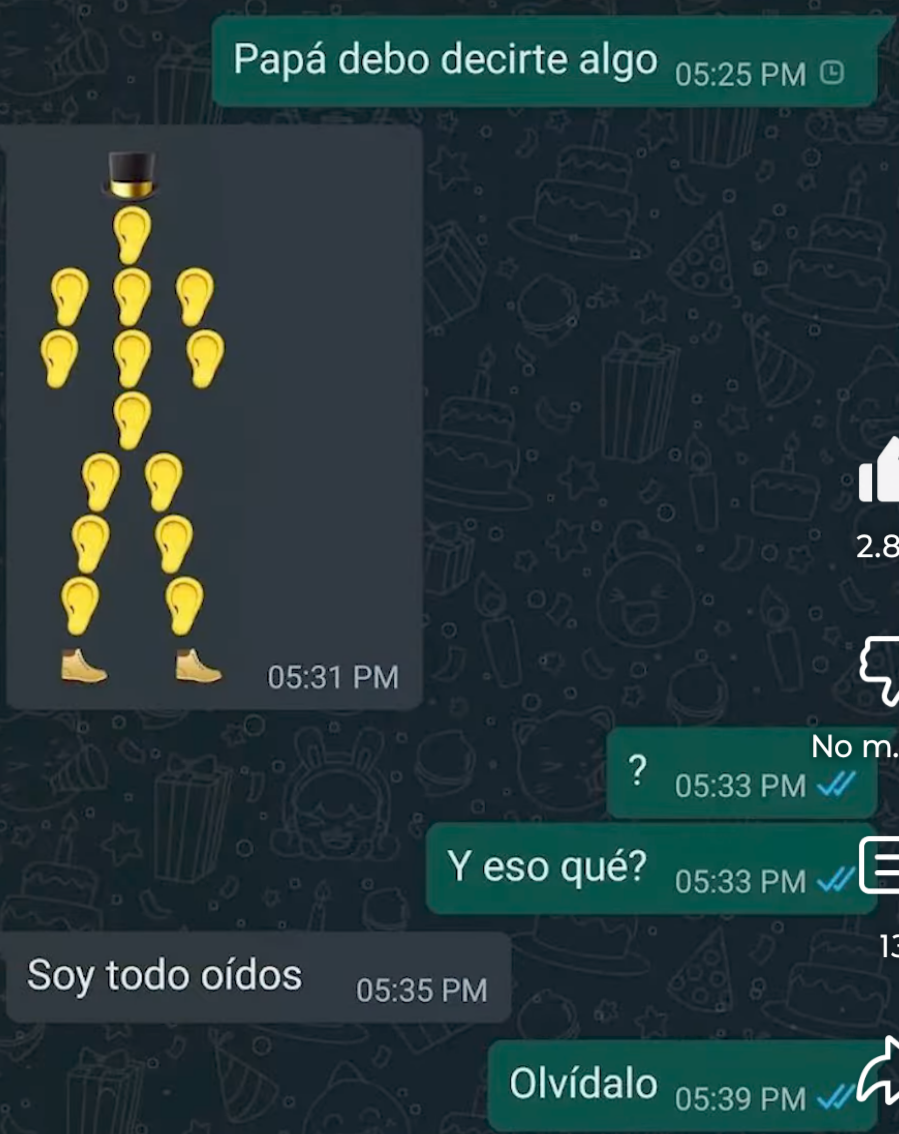 Papá debo decirte algo 05:25 PM
05:31 PM
? 05:33 PM
Y eso qué? 05:33 PM
Soy todo oídos 05:35 PM
Olvídalo 05:39 PM
2.8
No m.
13